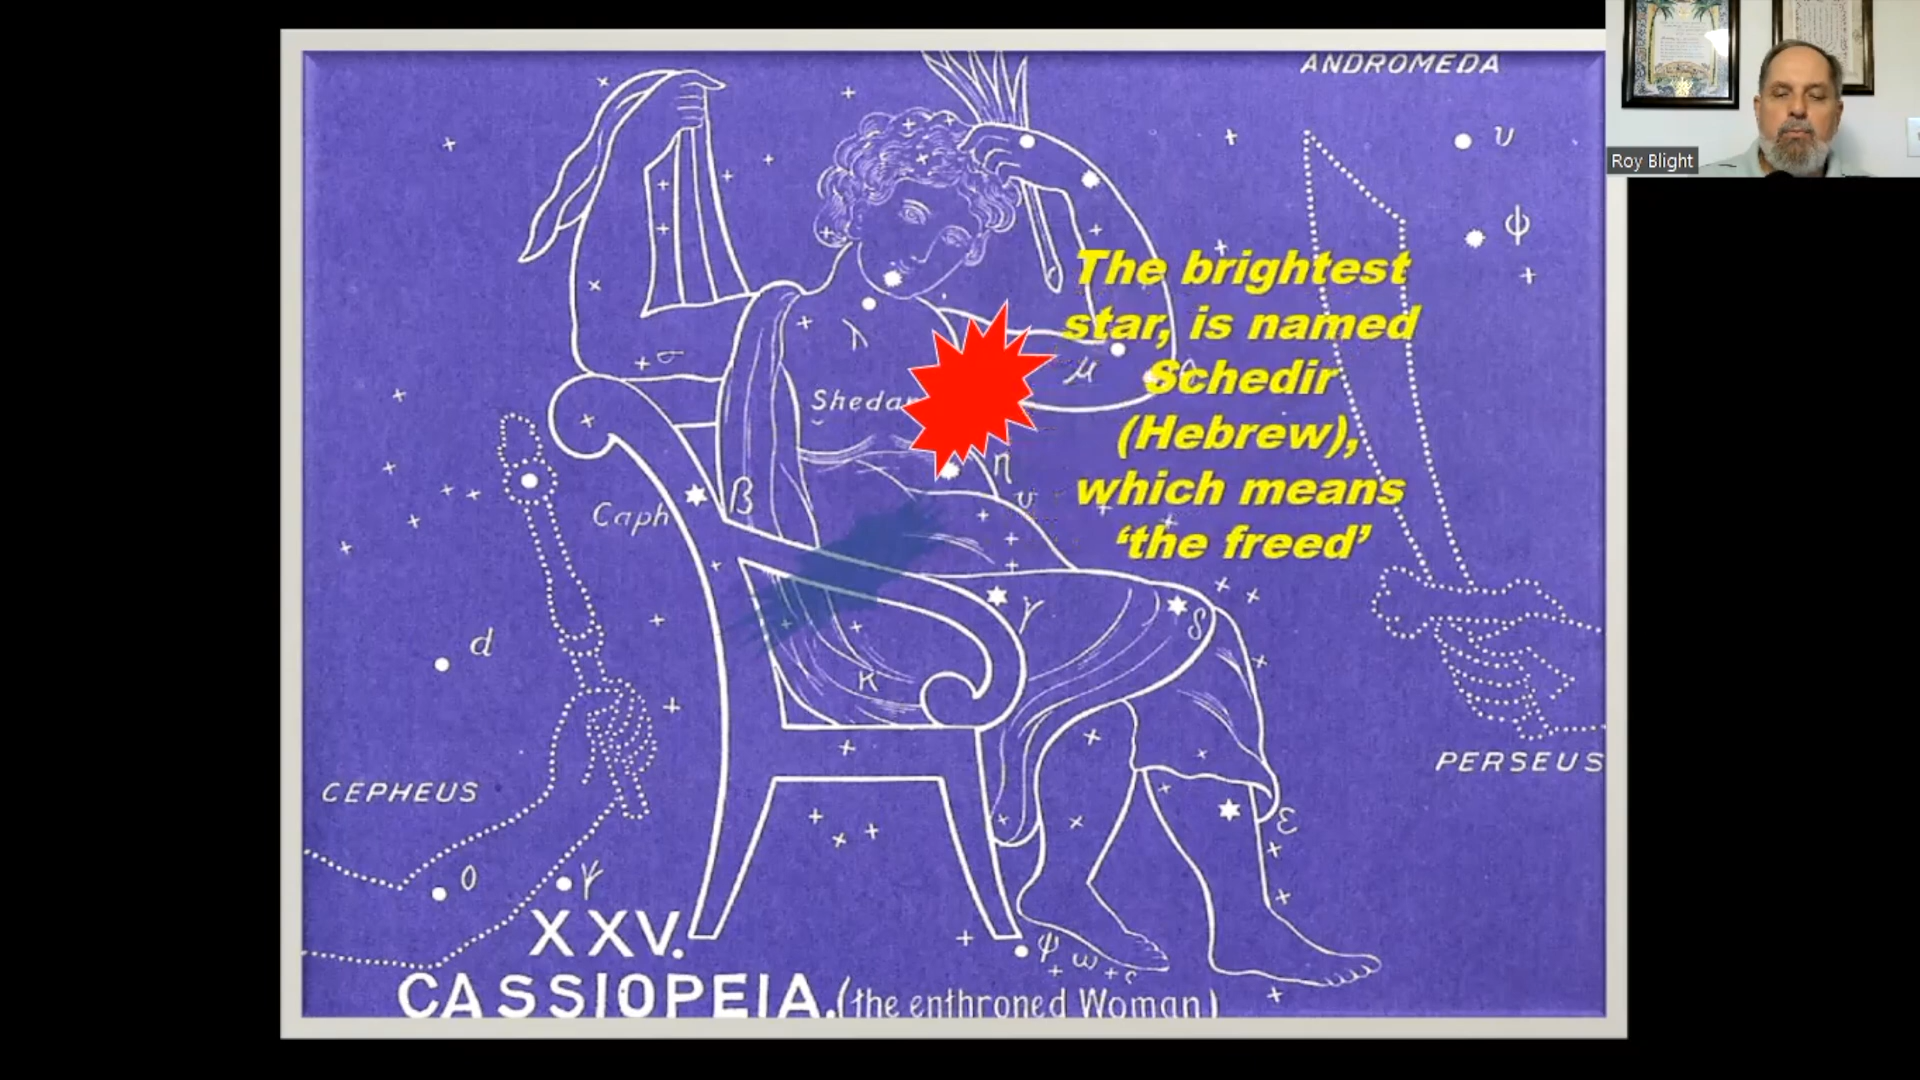 ANDROMEDA
υ
Roy Blight
ψ
The brightest
star, is named
Schedir
(Hebrew),
which means
‘the freed’
σ
λ
μ
Sheda
η
υ
β
Caph
γ
δ
d
κ
CEPHEUS
PERSEUS
ε
ο
γ
XXV.
ψ ω
CASSIOPEIA. (the enthroned Woman)